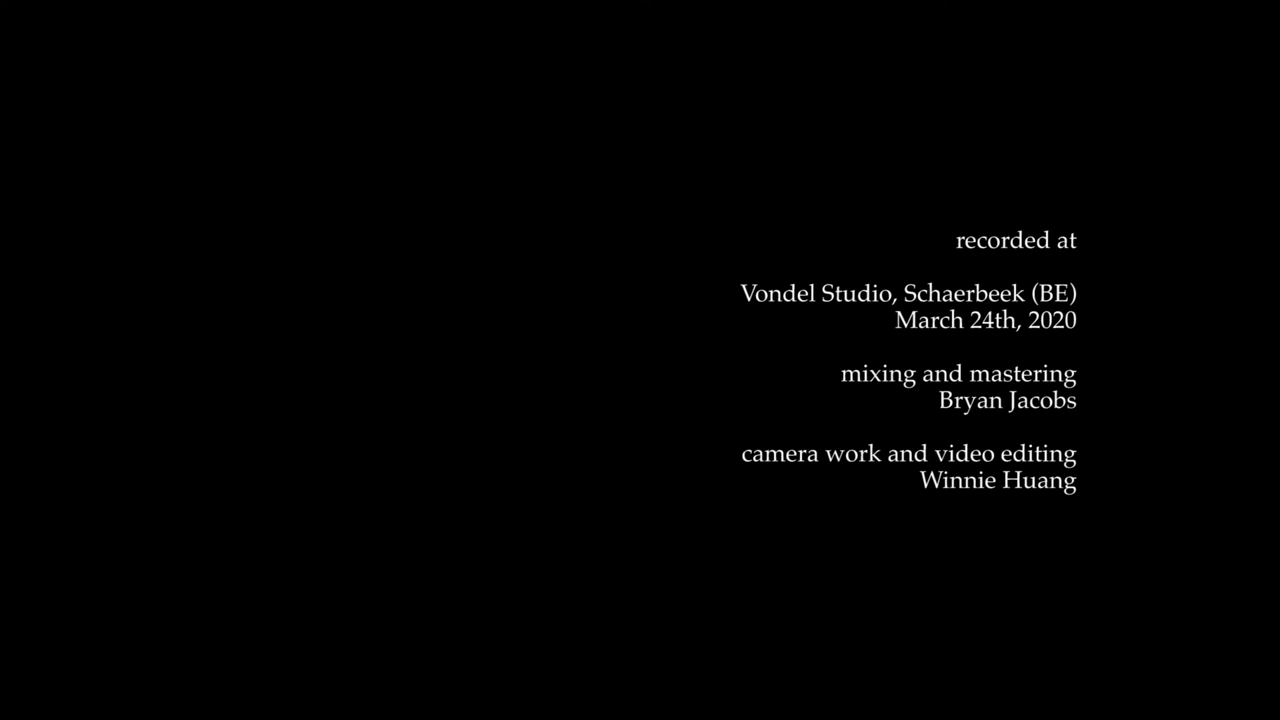 recorded at
Vondel Studio, Schaerbeek (BE)
March 24th, 2020
mixing and mastering
Bryan Jacobs
camera work and video editing
Winnie Huang